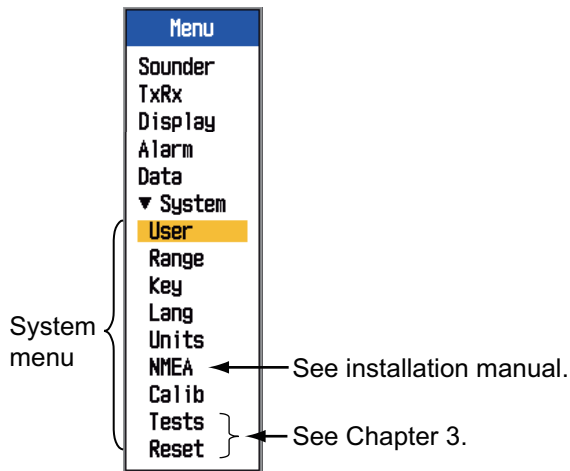 Menu
Sounder
TxRx
Display
Alarm
Data
▼ System
User
Range
Key
Lang
Units
NMEA
Calib
Tests
Reset
System
menu
See installation manual.
See Chapter 3.